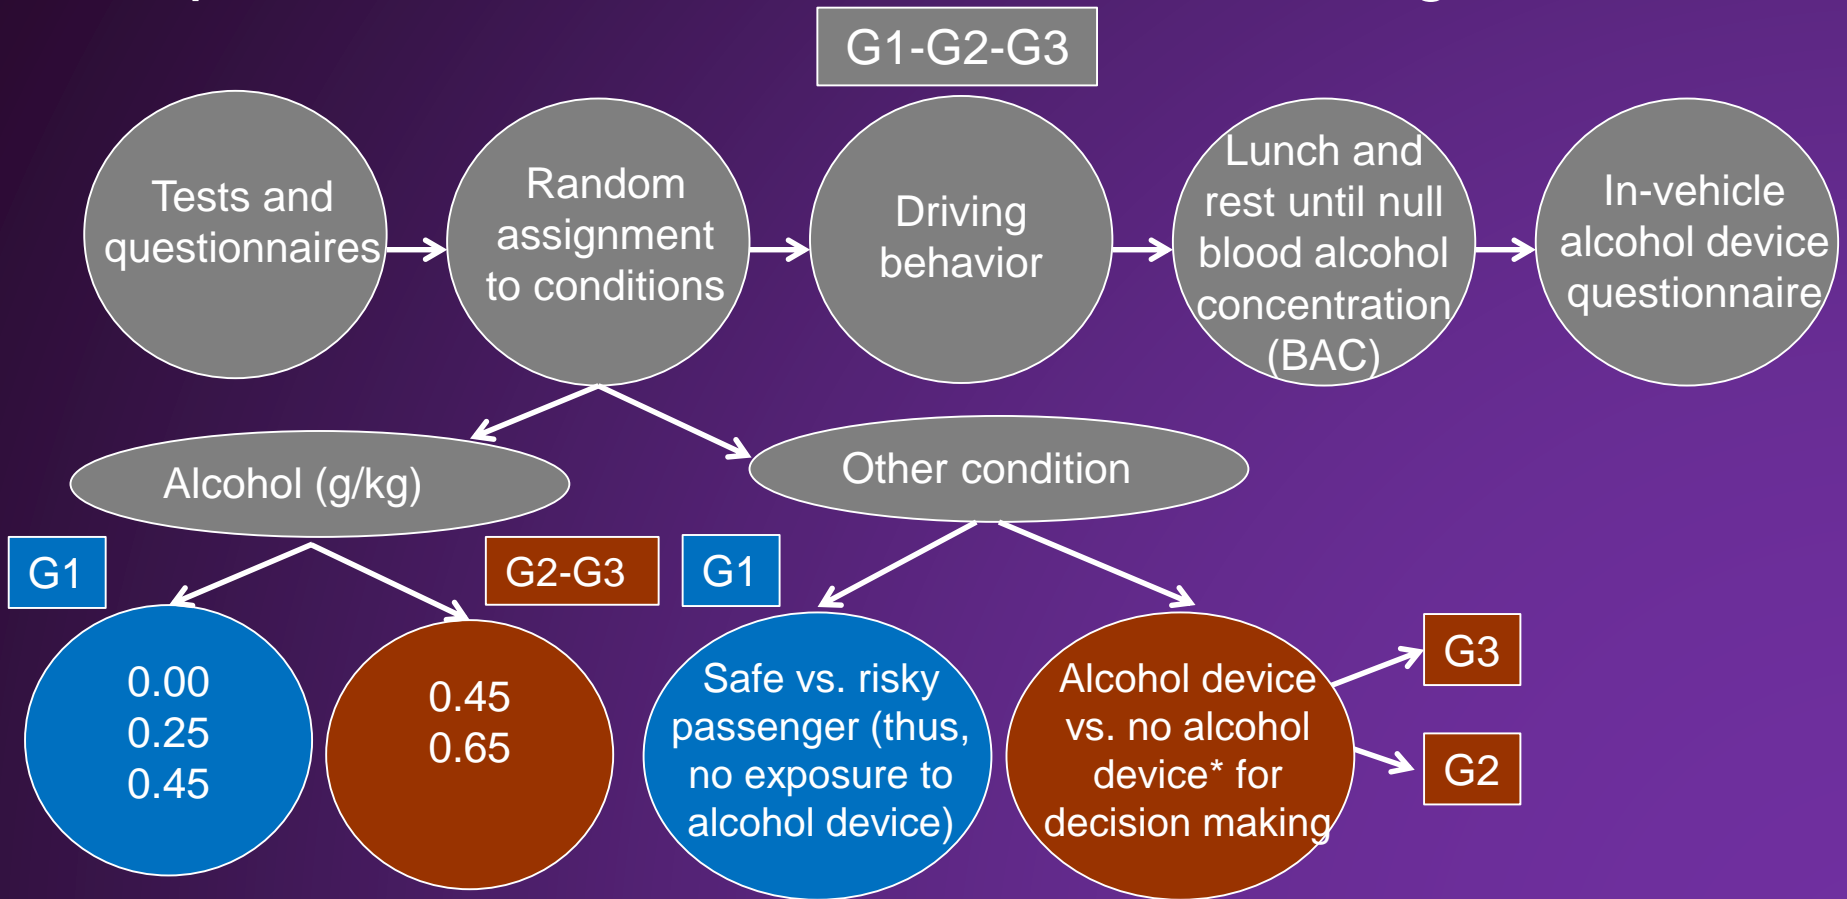 G1-G2-G3
Tests and
questionnaires
Random
assignment
to conditions
Driving
behavior
Lunch and
rest until null
blood alcohol
concentration
(BAC)
In-vehicle
alcohol device
questionnaire
Alcohol (g/kg)
Other condition
G1
G2-G3
G1
0.00
0.25
0.45
0.45
0.65
Safe vs. risky
passenger (thus,
no exposure to
alcohol device)
Alcohol device
vs. no alcohol
device* for
decision making
G3
G2